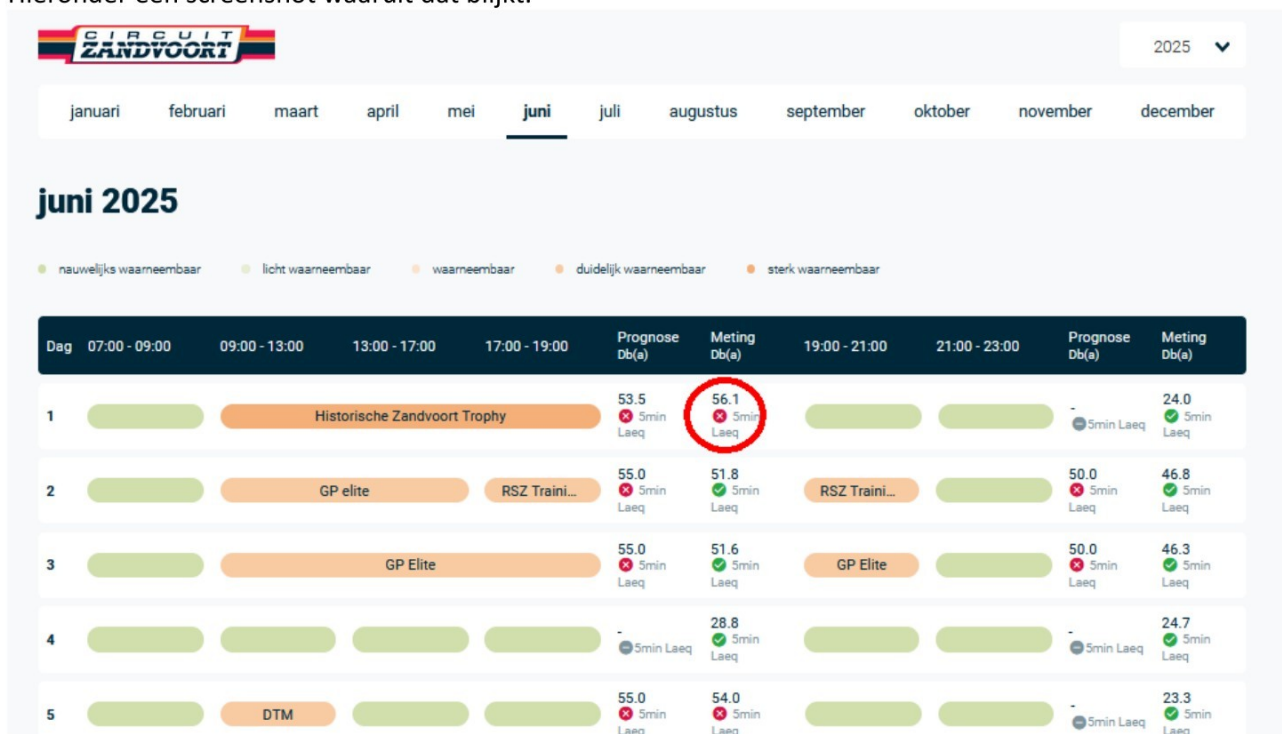 Hieronder een screenshot waaruit dat blijkt.
CIRCUIT
ZANDVOORT
2025
januari februari maart april mei juni juli augustus september oktober november december
juni 2025
nauwelijks waarneembaar licht waarneembaar waarneembaar duidelijk waarneembaar sterk waarneembaar
Dag 07:00 - 09:00 09:00 - 13:00 13:00 - 17:00 17:00 - 19:00 Prognose Db(a) Meting Db(a) 19:00 - 21:00 21:00 - 23:00 Prognose Db(a) Meting Db(a)
1 Historische Zandvoort Trophy 53.5 5min Laeq 56.1 5min Laeq - 5min Laeq 24.0 5min Laeq
2 GP elite RSZ Traini... 55.0 5min Laeq 51.8 5min Laeq RSZ Traini... 50.0 5min Laeq 46.8 5min Laeq
3 GP Elite 55.0 5min Laeq 51.6 5min Laeq GP Elite 50.0 5min Laeq 46.3 5min Laeq
4 - 5min Laeq 28.8 5min Laeq - 5min Laeq 24.7 5min Laeq
5 DTM 55.0 5min Laeq 54.0 5min Laeq - 5min Laeq 23.3 5min Laeq